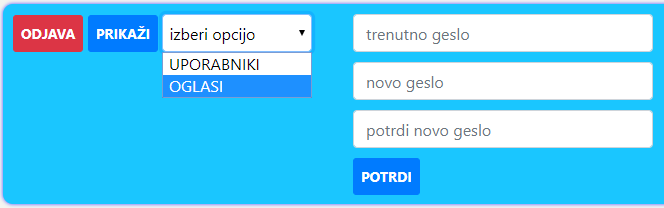 ODJAVA PRIKAŽI izberi opcijo
UPORABNIKI
OGLASI
trenutno geslo
novo geslo
potrdi novo geslo
POTRDI